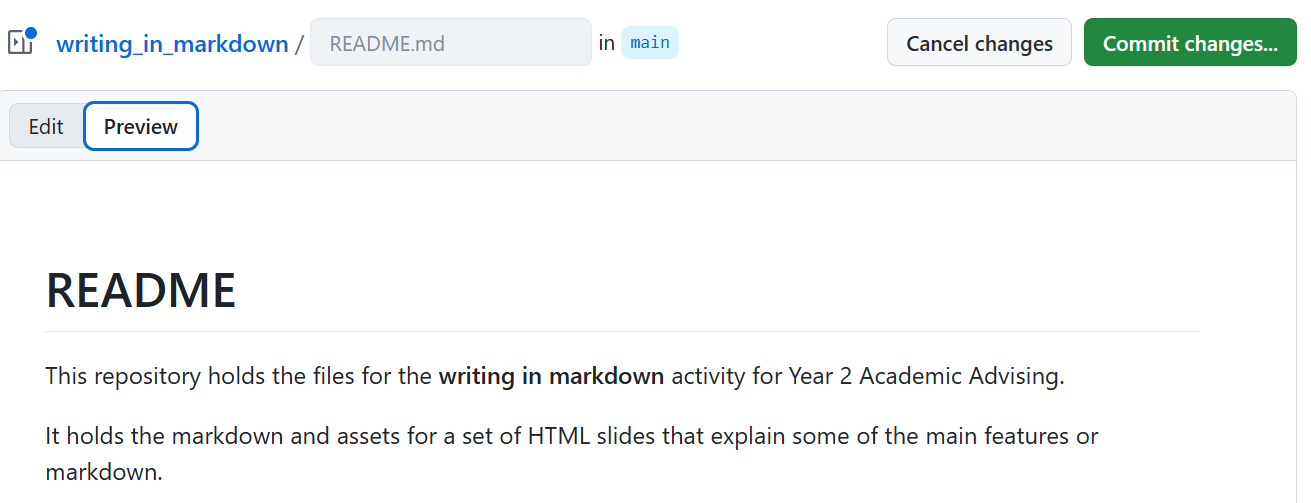 writing_in_markdown / README.md in main Cancel changes Commit changes...
Edit Preview
README
This repository holds the files for the writing in markdown activity for Year 2 Academic Advising.
It holds the markdown and assets for a set of HTML slides that explain some of the main features or
markdown.